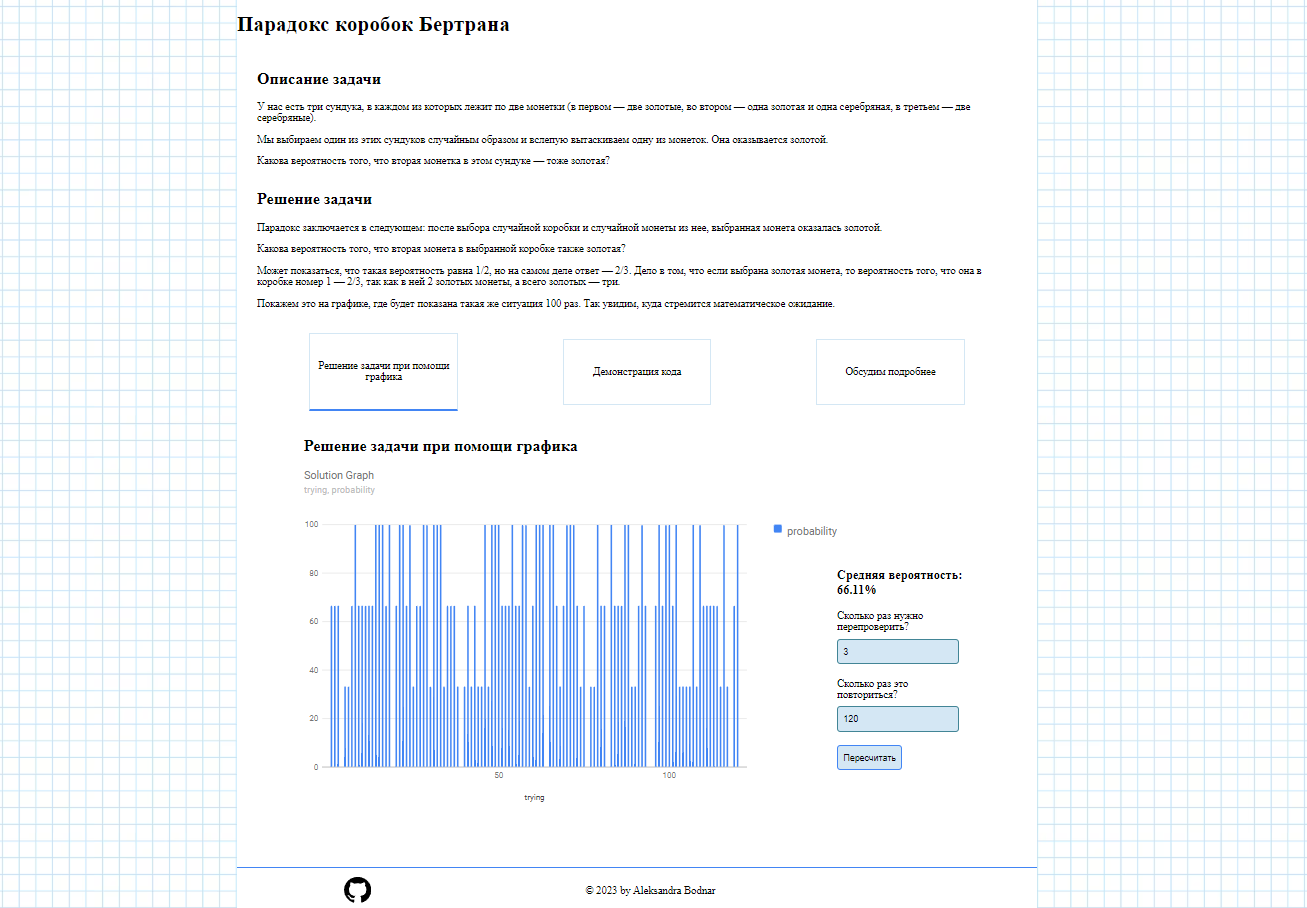 Парадокс коробок Бертрана
Описание задачи
У нас есть три сундука, в каждом из которых лежит по две монетки (в первом — две золотые, во втором — одна золотая и одна серебряная, в третьем — две
серебряные).
Мы выбираем один из этих сундуков случайным образом и вслепую вытаскиваем одну из монеток. Она оказывается золотой.
Какова вероятность того, что вторая монетка в этом сундуке — тоже золотая?
Решение задачи
Парадокс заключается в следующем: после выбора случайной коробки и случайной монеты из нее, выбранная монета оказалась золотой.
Какова вероятность того, что вторая монета в выбранной коробке также золотая?
Может показаться, что такая вероятность равна 1/2, но на самом деле ответ — 2/3. Дело в том, что если выбрана золотая монета, то вероятность того, что она в
коробке номер 1 — 2/3, так как в ней 2 золотых монеты, а всего золотых — три.
Покажем это на графике, где будет показана такая же ситуация 100 раз. Так увидим, куда стремится математическое ожидание.
Решение задачи при помощи
графика
Демонстрация кода
Обсудим подробнее
Решение задачи при помощи графика
Solution Graph
trying, probability
100
80
60
40
20
0
50
100
trying
probability
Средняя вероятность:
66.11%
Сколько раз нужно
перепроверить?
3
Сколько раз это
повториться?
120
Пересчитать
© 2023 by Aleksandra Bodnar